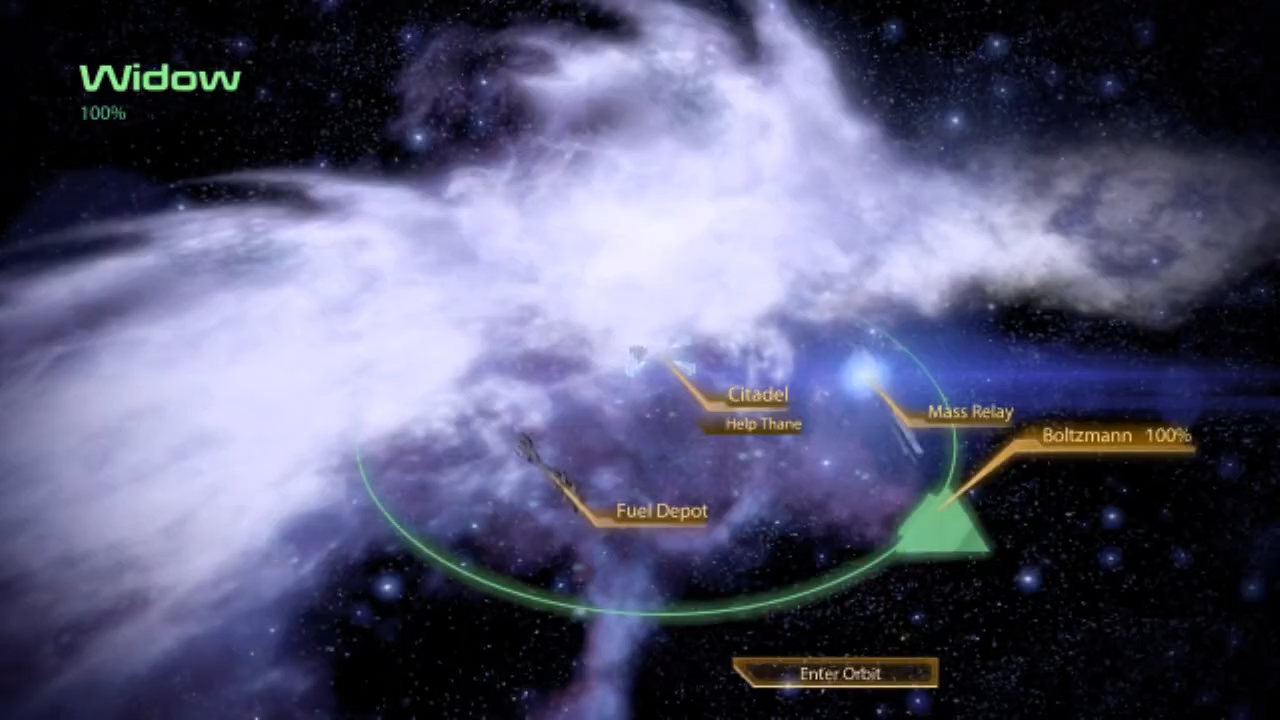 Widow
100%
Citadel
Help Thane
Mass Relay
Boltzmann 100%
Fuel Depot
Enter Orbit